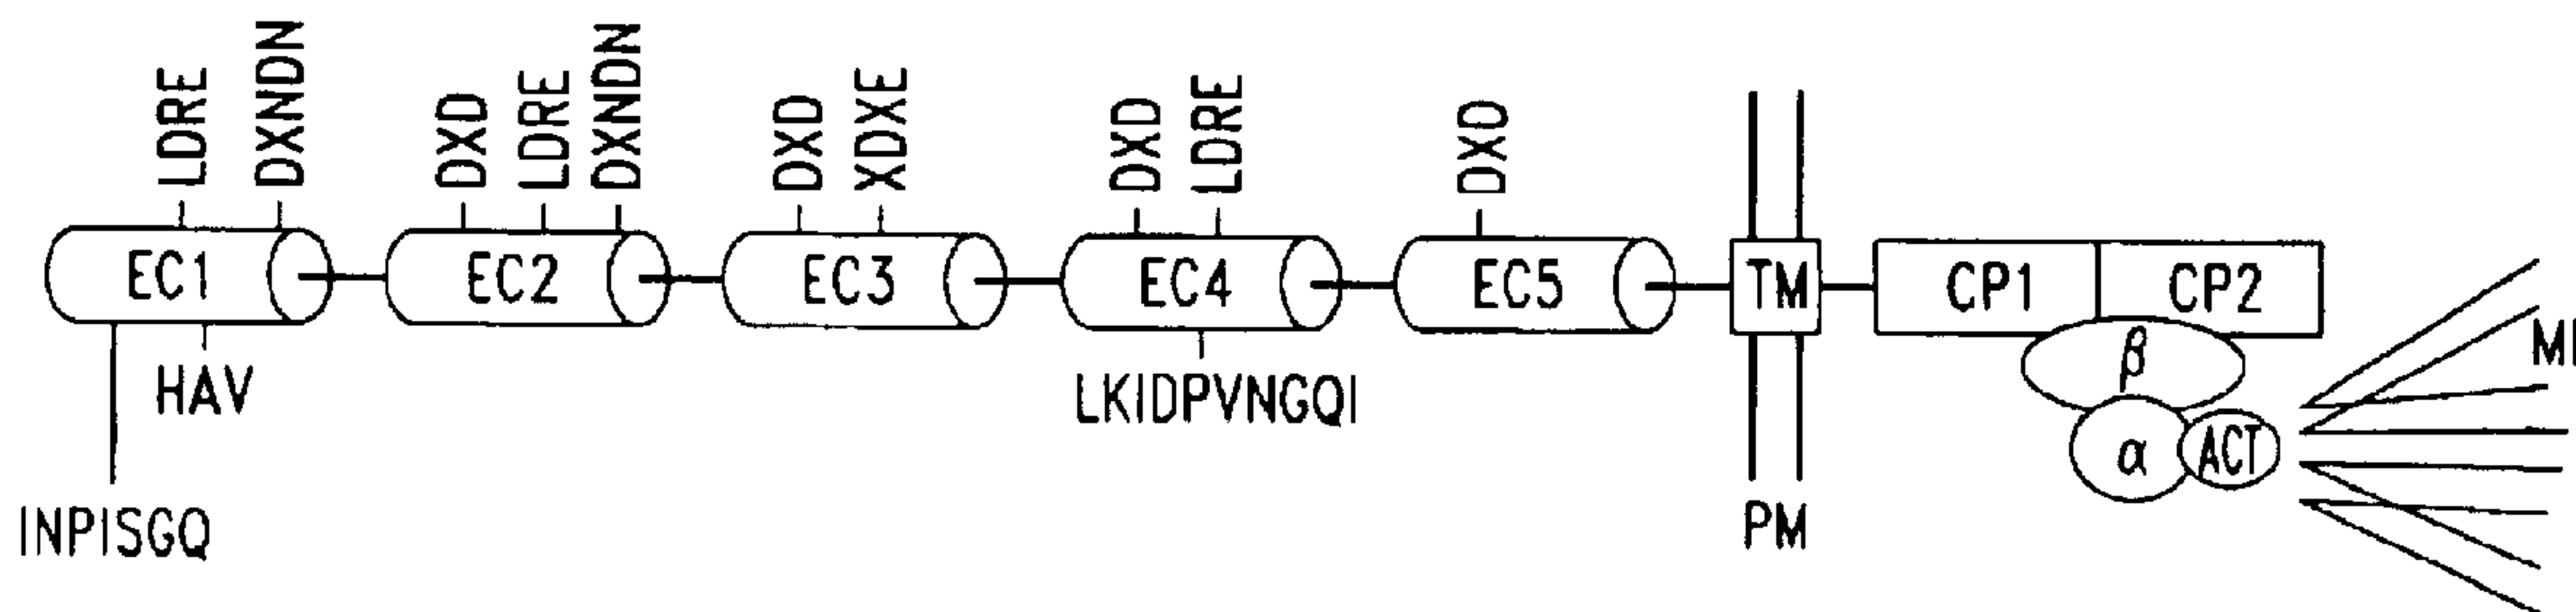 LDRE DXNDN DXD LDRE DXNDN DXD XDXE DXD LDRE DXD
EC1 EC2 EC3 EC4 EC5 TM CP1 CP2
β
HAV LKIDPVNGQI
α ACT
INPISGQ PM